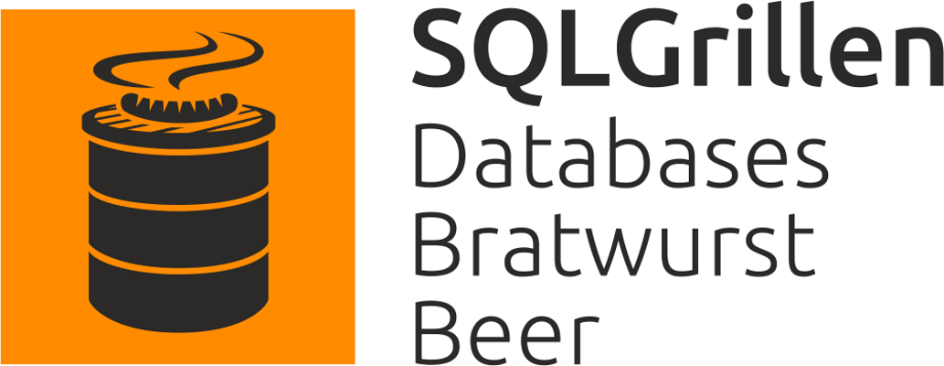 SQLGrillen
Databases
Bratwurst
Beer